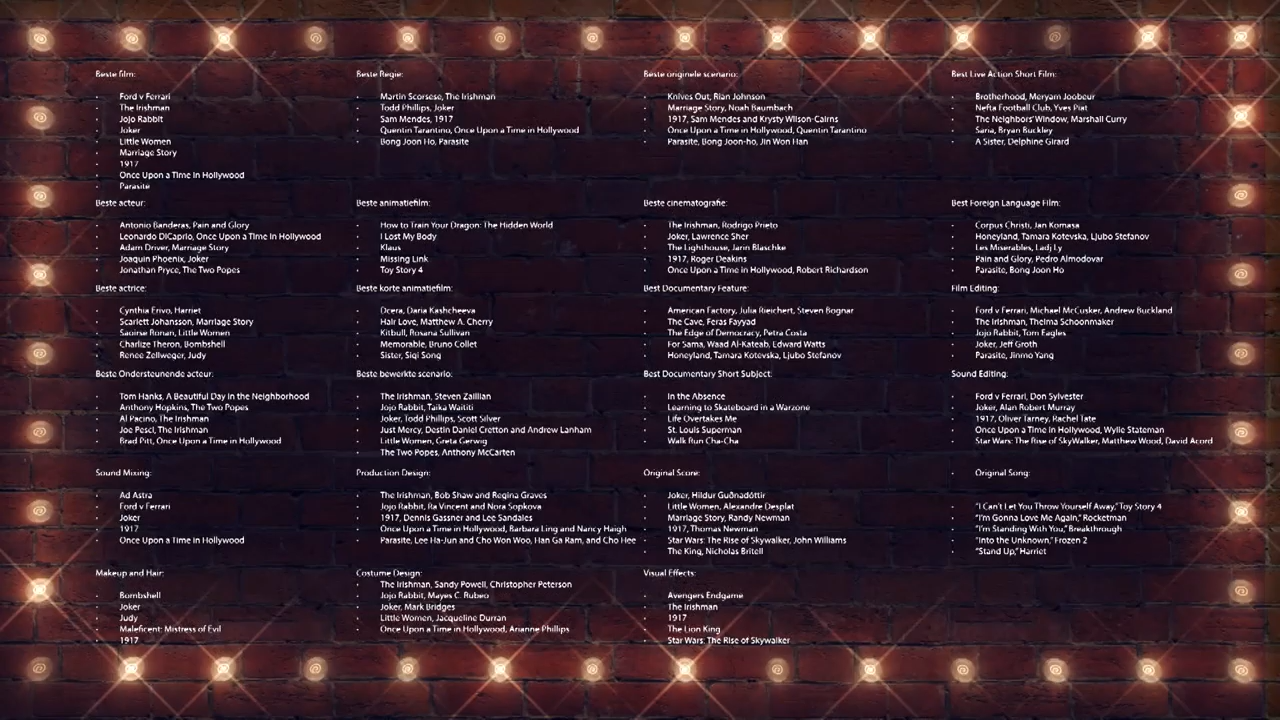 Beste film:
• Ford v Ferrari
• The Irishman
• Jojo Rabbit
• Joker
• Little Women
• Marriage Story
• 1917
• Once Upon a Time in Hollywood
• Parasite
Beste Regie:
• Martin Scorsese, The Irishman
• Todd Phillips, Joker
• Sam Mendes, 1917
• Quentin Tarantino, Once Upon a Time in Hollywood
• Bong Joon Ho, Parasite
Beste originele scenario:
• Knives Out, Rian Johnson
• Marriage Story, Noah Baumbach
• 1917, Sam Mendes and Krysty Wilson-Cairns
• Once Upon a Time in Hollywood, Quentin Tarantino
• Parasite, Bong Joon-ho, Jin Won Han
Best Live Action Short Film:
• Brotherhood, Meryam Joobeur
• Nefta Football Club, Yves Piat
• The Neighbors' Window, Marshall Curry
• Saria, Bryan Buckley
• A Sister, Delphine Girard
Beste acteur:
• Antonio Banderas, Pain and Glory
• Leonardo DiCaprio, Once Upon a Time in Hollywood
• Adam Driver, Marriage Story
• Joaquin Phoenix, Joker
• Jonathan Pryce, The Two Popes
Beste animatiefilm:
• How to Train Your Dragon: The Hidden World
• I Lost My Body
• Klaus
• Missing Link
• Toy Story 4
Beste cinematografie:
• The Irishman, Rodrigo Prieto
• Joker, Lawrence Sher
• The Lighthouse, Jarin Blaschke
• 1917, Roger Deakins
• Once Upon a Time in Hollywood, Robert Richardson
Best Foreign Language Film:
• Corpus Christi, Jan Komasa
• Honeyland, Tamara Kotevska, Ljubo Stefanov
• Les Miserables, Ladj Ly
• Pain and Glory, Pedro Almodovar
• Parasite, Bong Joon Ho
Beste actrice:
• Cynthia Erivo, Harriet
• Scarlett Johansson, Marriage Story
• Saoirse Ronan, Little Women
• Charlize Theron, Bombshell
• Renee Zellweger, Judy
Beste korte animatiefilm:
• Dcera, Daria Kashcheeva
• Hair Love, Matthew A. Cherry
• Kitbull, Rosana Sullivan
• Memorable, Bruno Collet
• Sister, Siqi Song
Best Documentary Feature:
• American Factory, Julia Rieichert, Steven Bognar
• The Cave, Feras Fayyad
• The Edge of Democracy, Petra Costa
• For Sama, Waad Al-Kateab, Edward Watts
• Honeyland, Tamara Kotevska, Ljubo Stefanov
Film Editing:
• Ford v Ferrari, Michael McCusker, Andrew Buckland
• The Irishman, Thelma Schoonmaker
• Jojo Rabbit, Tom Eagles
• Joker, Jeff Groth
• Parasite, Jinmo Yang
Beste Ondersteunende acteur:
• Tom Hanks, A Beautiful Day in the Neighborhood
• Anthony Hopkins, The Two Popes
• Al Pacino, The Irishman
• Joe Pesci, The Irishman
• Brad Pitt, Once Upon a Time in Hollywood
Beste bewerkte scenario:
• The Irishman, Steven Zaillian
• Jojo Rabbit, Taika Waititi
• Joker, Todd Phillips, Scott Silver
• Just Mercy, Destin Daniel Cretton and Andrew Lanham
• Little Women, Greta Gerwig
• The Two Popes, Anthony McCarten
Best Documentary Short Subject:
• In the Absence
• Learning to Skateboard in a Warzone
• Life Overtakes Me
• St. Louis Superman
• Walk Run Cha-Cha
Sound Editing:
• Ford v Ferrari, Don Sylvester
• Joker, Alan Robert Murray
• 1917, Oliver Tarney, Rachel Tate
• Once Upon a Time in Hollywood, Wylie Stateman
• Star Wars: The Rise of SkyWalker, Matthew Wood, David Acord
Sound Mixing:
• Ad Astra
• Ford v Ferrari
• Joker
• 1917
• Once Upon a Time in Hollywood
Production Design:
• The Irishman, Bob Shaw and Regina Graves
• Jojo Rabbit, Ra Vincent and Nora Sopkova
• 1917, Dennis Gassner and Lee Sandales
• Once Upon a Time in Hollywood, Barbara Ling and Nancy Haigh
• Parasite, Lee Ha-Jun and Cho Won Woo, Han Ga Ram, and Cho Hee
Original Score:
• Joker, Hildur Guðnadóttir
• Little Women, Alexandre Desplat
• Marriage Story, Randy Newman
• 1917, Thomas Newman
• Star Wars: The Rise of Skywalker, John Williams
• The King, Nicholas Britell
• Original Song:
• "I Can't Let You Throw Yourself Away," Toy Story 4
• "I'm Gonna Love Me Again," Rocketman
• "I'm Standing With You," Breakthrough
• "Into the Unknown," Frozen 2
• "Stand Up," Harriet
Makeup and Hair:
• Bombshell
• Joker
• Judy
• Maleficent: Mistress of Evil
• 1917
Costume Design:
• The Irishman, Sandy Powell, Christopher Peterson
• Jojo Rabbit, Mayes C. Rubeo
• Joker, Mark Bridges
• Little Women, Jacqueline Durran
• Once Upon a Time in Hollywood, Arianne Phillips
Visual Effects:
• Avengers Endgame
• The Irishman
• 1917
• The Lion King
• Star Wars: The Rise of Skywalker